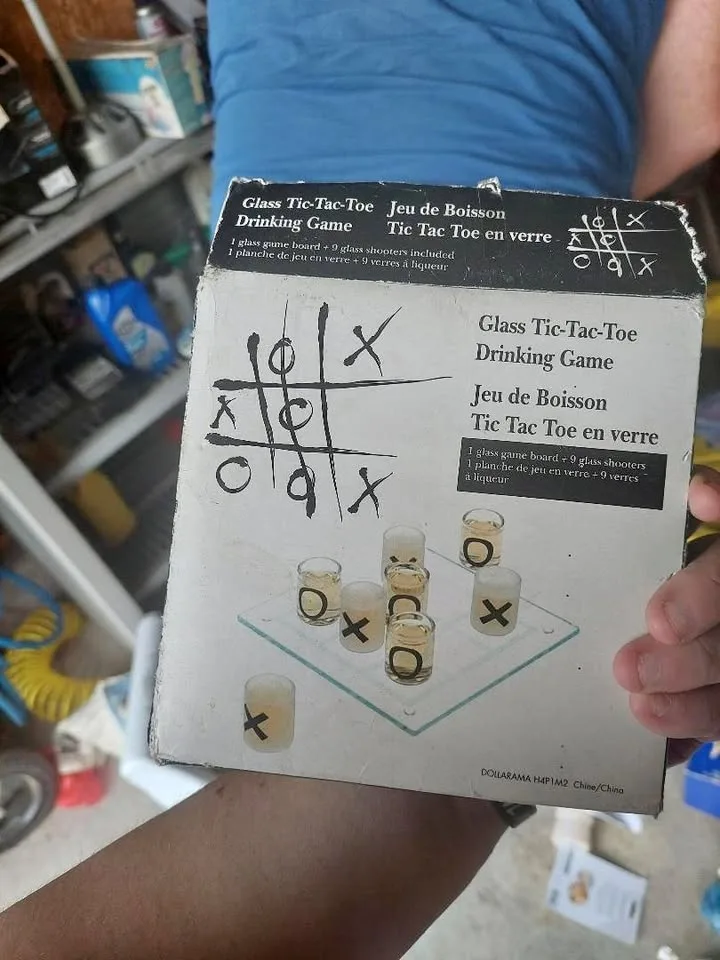 Glass Tic-Tac-Toe
Drinking Game
Jeu de Boisson
Tic Tac Toe en verre
1 glass game board + 9 glass shooters included
1 planche de jeu en verre + 9 verres à liqueur
O X
X O
O O X
O X
X O
O O X
Glass Tic-Tac-Toe
Drinking Game
Jeu de Boisson
Tic Tac Toe en verre
1 glass game board + 9 glass shooters
1 planche de jeu en verre + 9 verres
à liqueur
X O
O X O X
O
X
DOLLARAMA H4P1M2 Chine/China